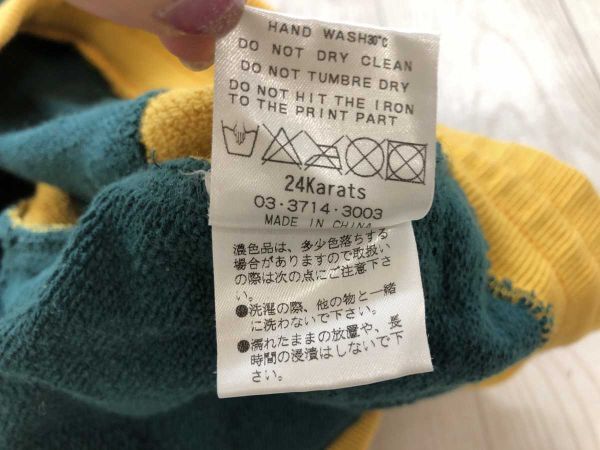 HAND WASH30°C
DO NOT DRY CLEAN
DO NOT TUMBRE DRY
DO NOT HIT THE IRON
TO THE PRINT PART
24Karats
03・3714・3003
MADE IN CHINA
濃色品は、多少色落ちする
場合がありますので取扱い
の際は次の点にご注意下さ
い。
●洗濯の際、他の物と一緒
に洗わないで下さい。
●濡れたままの放置や、長
時間の浸漬はしないで下
さい。